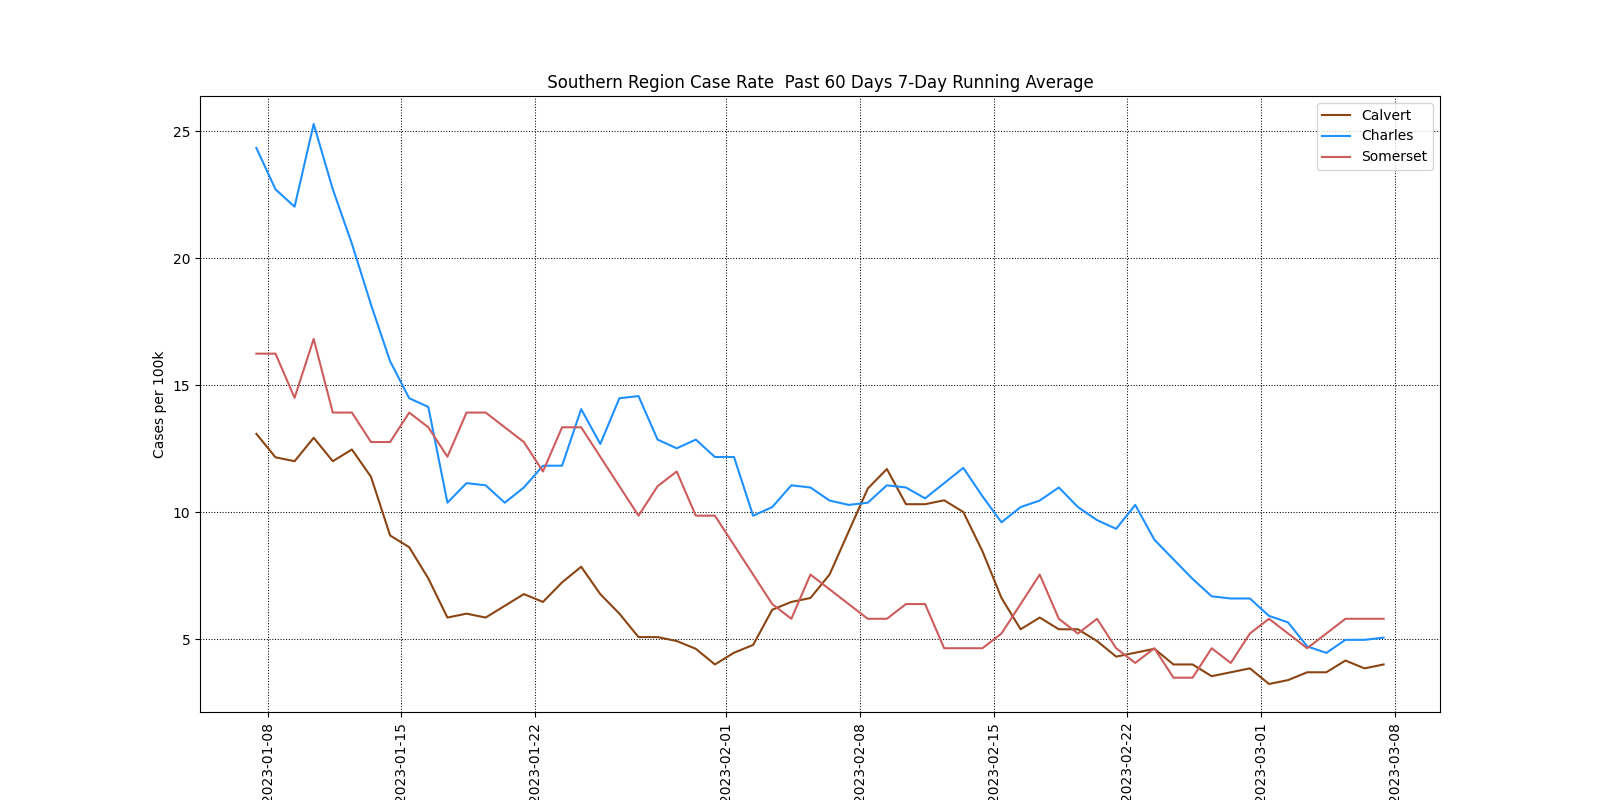 Southern Region Case Rate  Past 60 Days 7-Day Running Average
Calvert
Charles
Somerset
Cases per 100k
25
20
15
10
5
2023-01-08
2023-01-15
2023-01-22
2023-02-01
2023-02-08
2023-02-15
2023-02-22
2023-03-01
2023-03-08